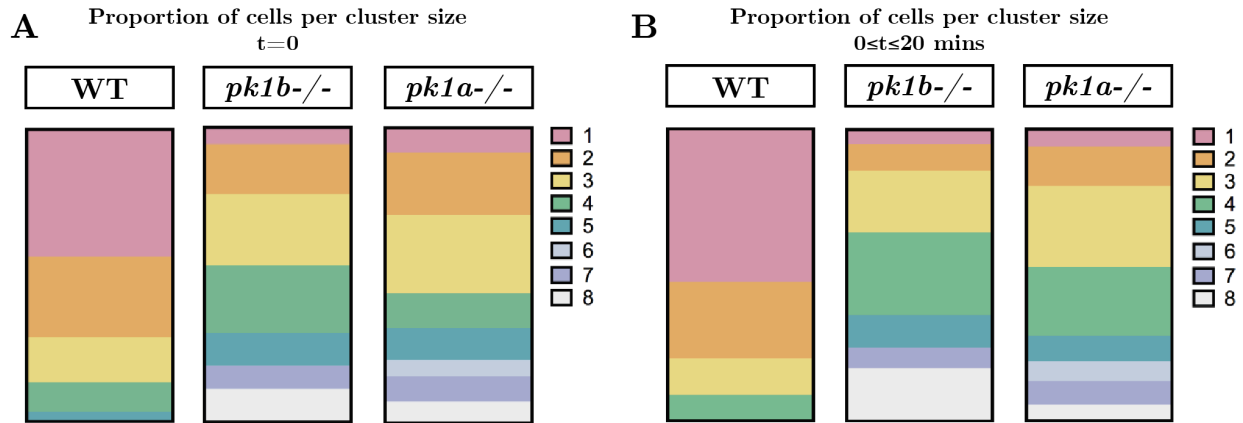 A
Proportion of cells per cluster size
t=0
WT
pk1b-/-
pk1a-/-
1
2
3
4
5
6
7
8
B
Proportion of cells per cluster size
0≤t≤20 mins
WT
pk1b-/-
pk1a-/-
1
2
3
4
5
6
7
8